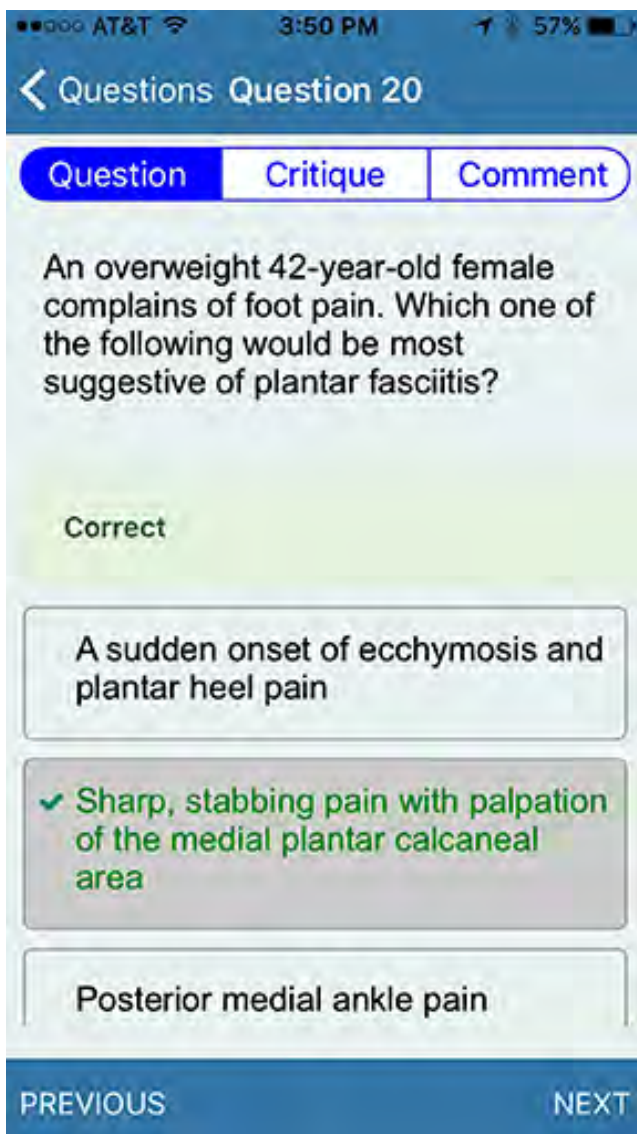 AT&T 3:50 PM 57%
Questions Question 20
Question Critique Comment
An overweight 42-year-old female
complains of foot pain. Which one of
the following would be most
suggestive of plantar fasciitis?
Correct
A sudden onset of ecchymosis and
plantar heel pain
Sharp, stabbing pain with palpation
of the medial plantar calcaneal
area
Posterior medial ankle pain
PREVIOUS NEXT